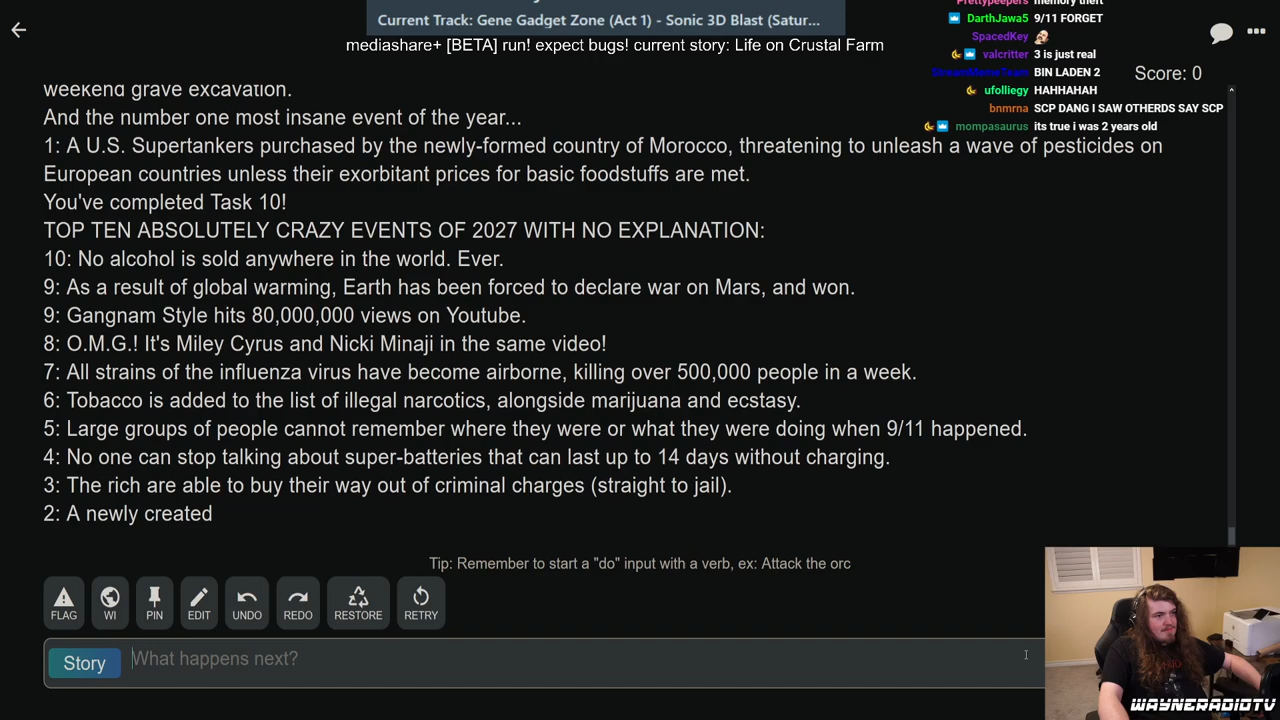 Current Track: Gene Gadget Zone (Act 1) - Sonic 3D Blast (Satur...
mediashare+ [BETA] run! expect bugs! current story: Life on Crustal Farm
Prettypeepers memory theft
DarthJawa5 9/11 FORGET
SpacedKey
valcritter 3 is just real
StreamMemeTeam BIN LADEN 2
ufolliegy HAHHAHAH
bnmrna SCP DANG I SAW OTHERDS SAY SCP
mompasaurus its true i was 2 years old
Score: 0
weekend grave excavation.
And the number one most insane event of the year...
1: A U.S. Supertankers purchased by the newly-formed country of Morocco, threatening to unleash a wave of pesticides on
European countries unless their exorbitant prices for basic foodstuffs are met.
You've completed Task 10!
TOP TEN ABSOLUTELY CRAZY EVENTS OF 2027 WITH NO EXPLANATION:
10: No alcohol is sold anywhere in the world. Ever.
9: As a result of global warming, Earth has been forced to declare war on Mars, and won.
9: Gangnam Style hits 80,000,000 views on Youtube.
8: O.M.G.! It's Miley Cyrus and Nicki Minaji in the same video!
7: All strains of the influenza virus have become airborne, killing over 500,000 people in a week.
6: Tobacco is added to the list of illegal narcotics, alongside marijuana and ecstasy.
5: Large groups of people cannot remember where they were or what they were doing when 9/11 happened.
4: No one can stop talking about super-batteries that can last up to 14 days without charging.
3: The rich are able to buy their way out of criminal charges (straight to jail).
2: A newly created
Tip: Remember to start a "do" input with a verb, ex: Attack the orc
FLAG WI PIN EDIT UNDO REDO RESTORE RETRY
Story What happens next?
WAYNERADIOTV